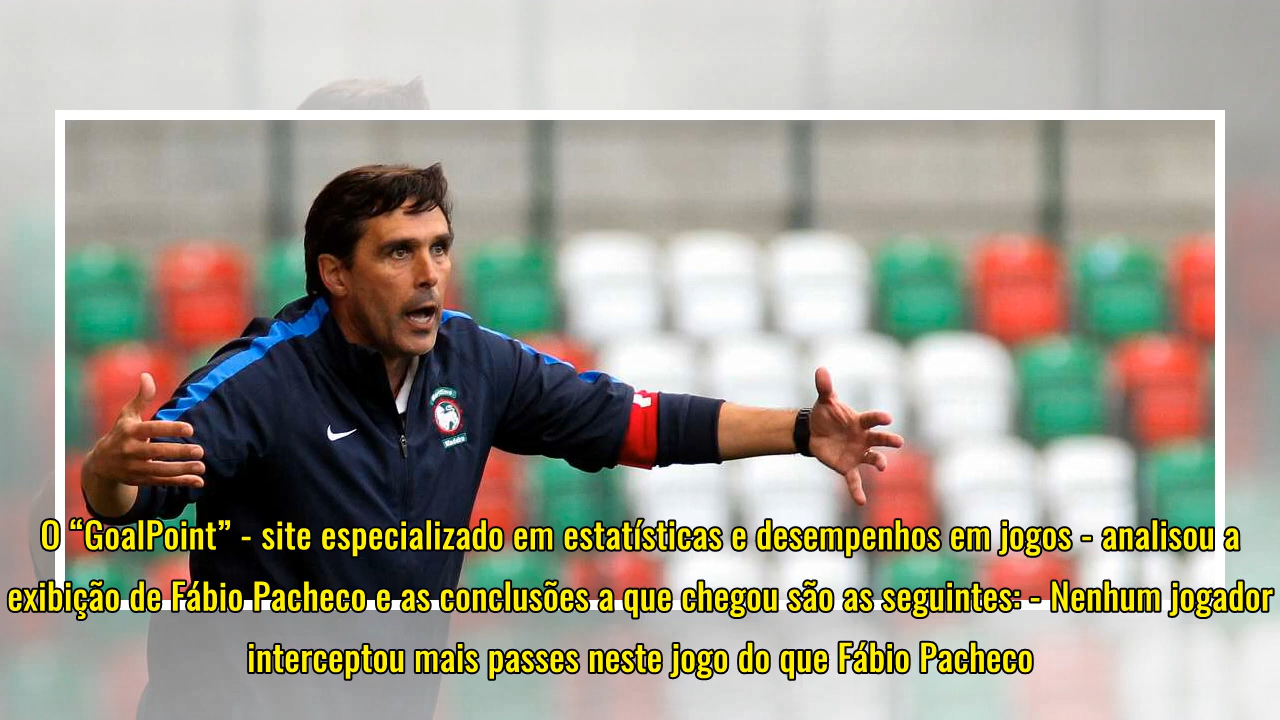 O “GoalPoint” - site especializado em estatísticas e desempenhos em jogos - analisou a
exibição de Fábio Pacheco e as conclusões a que chegou são as seguintes: - Nenhum jogador
interceptou mais passes neste jogo do que Fábio Pacheco